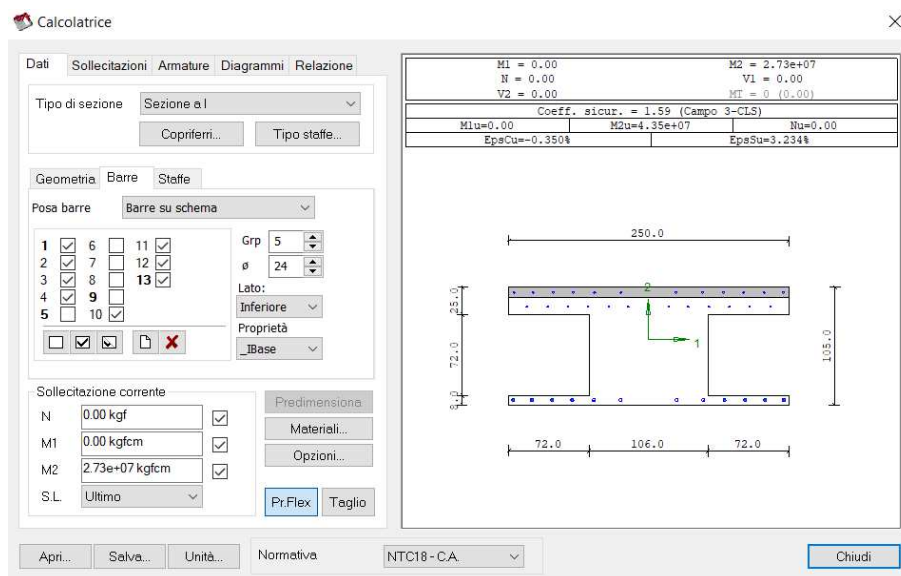 Calcolatrice
Dati Sollecitazioni Armature Diagrammi Relazione
Tipo di sezione Sezione a I
Copriferri... Tipo staffe...
Geometria Barre Staffe
Posa barre Barre su schema
1 6 11 Grp 5
2 7 12 ø 24
3 8 13 Lato:
4 9 Inferiore
5 10 Proprietà
_IBase
Sollecitazione corrente
N 0.00 kgf
M1 0.00 kgfcm
M2 2.73e+07 kgfcm
S.L. Ultimo
Predimensiona
Materiali...
Opzioni...
Pr.Flex Taglio
Apri... Salva... Unità... Normativa NTC18 - C.A. Chiudi
M1 = 0.00 M2 = 2.73e+07
N = 0.00 V1 = 0.00
V2 = 0.00 MT = 0 (0.00)
Coeff. sicur. = 1.59 (Campo 3-CLS)
M1u=0.00 M2u=4.35e+07 Nu=0.00
EpsCu=-0.350% EpsSu=3.234%
250.0
2
25.0
1
72.0
105.0
8.0
72.0 106.0 72.0